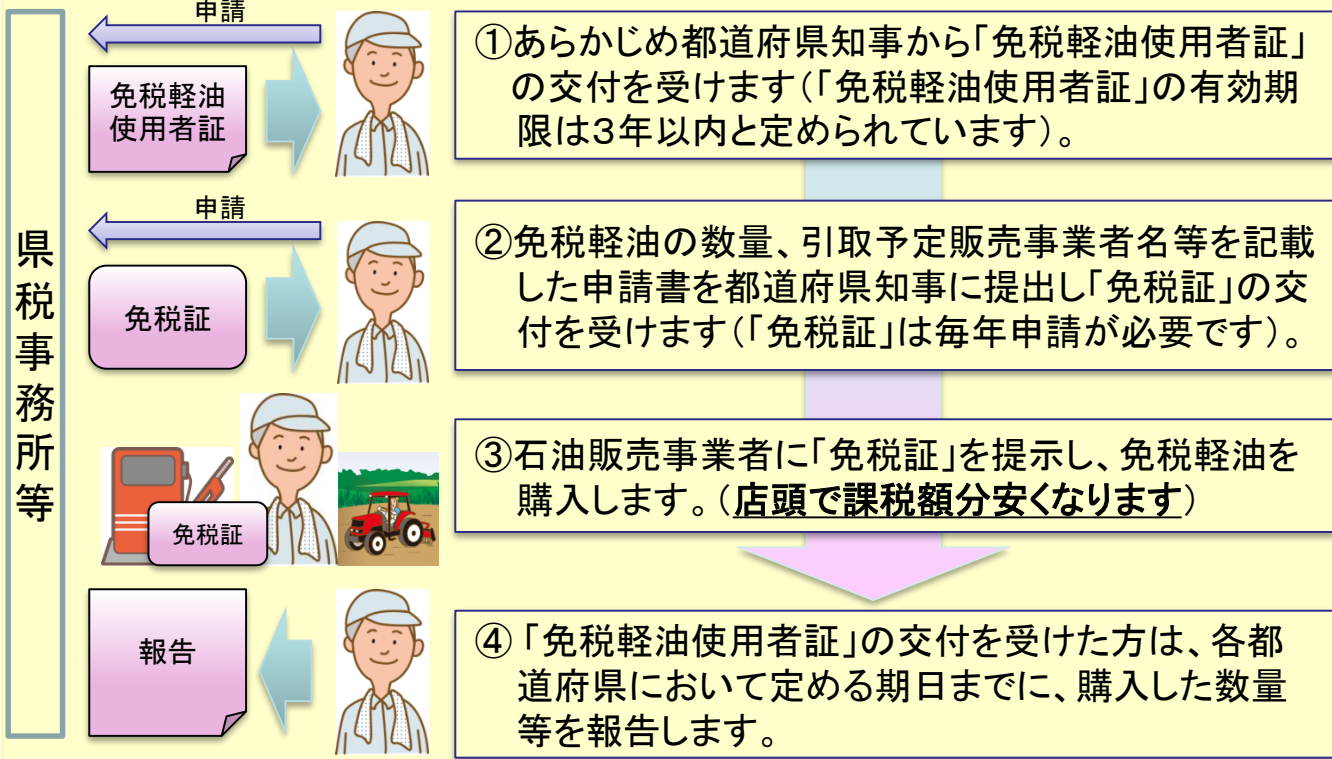 県税事務所等
申請
免税軽油
使用者証
①あらかじめ都道府県知事から「免税軽油使用者証」
の交付を受けます(「免税軽油使用者証」の有効期
限は３年以内と定められています)。
申請
免税証
②免税軽油の数量、引取予定販売事業者名等を記載
した申請書を都道府県知事に提出し「免税証」の交
付を受けます(「免税証」は毎年申請が必要です)。
免税証
③石油販売事業者に「免税証」を提示し、免税軽油を
購入します。(店頭で課税額分安くなります)
報告
④「免税軽油使用者証」の交付を受けた方は、各都
道府県において定める期日までに、購入した数量
等を報告します。